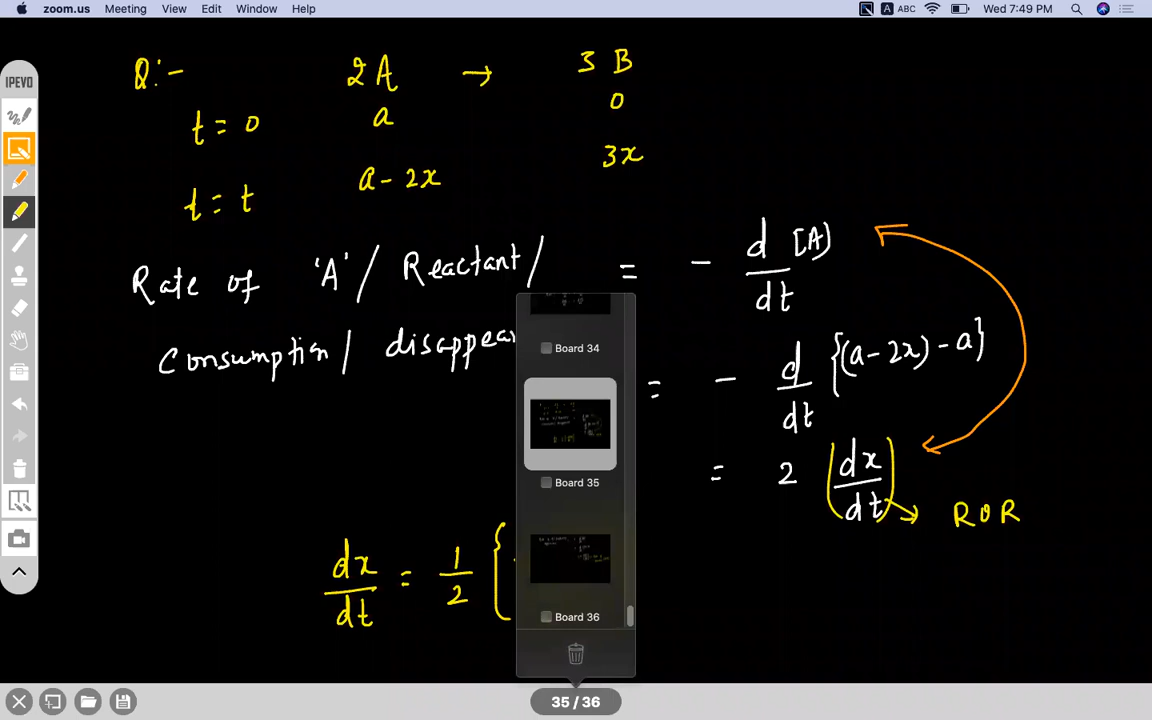 zoom.us Meeting View Edit Window Help A ABC Wed 7:49 PM
IPEVO
Q:- 2A → 3B
t = 0 a 0
t = t a - 2x 3x
Rate of 'A' / Reactant / = - d/dt [A]
Consumption / disappear
= - d/dt {(a - 2x) - a}
= 2 (dx/dt) → ROR
dx/dt = 1/2 {
Board 34
Board 35
Board 36
35 / 36